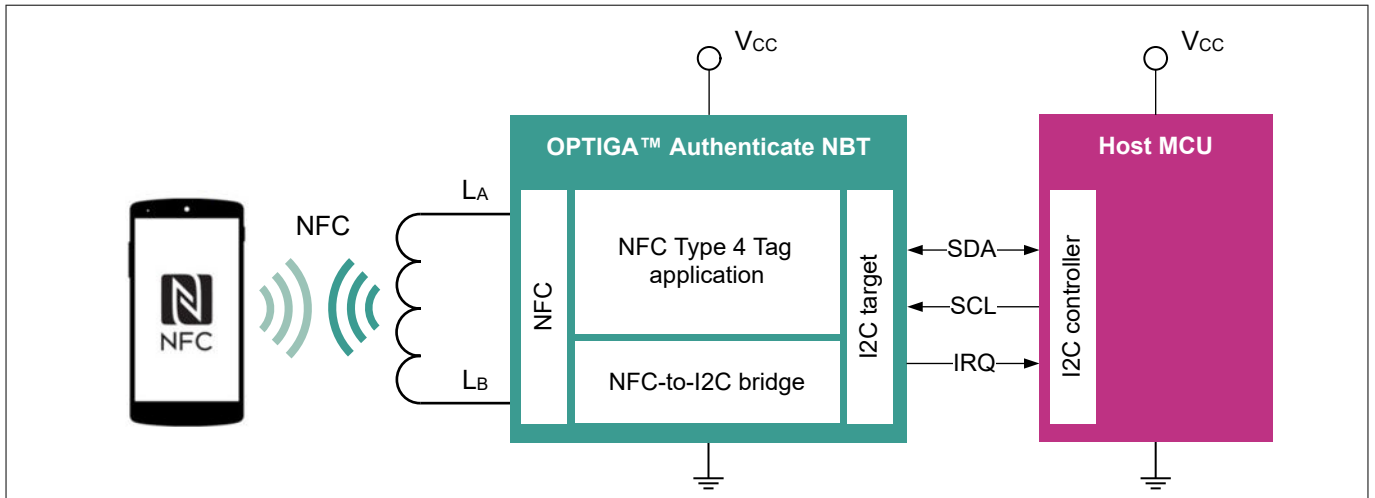 VCC
VCC
OPTIGA™ Authenticate NBT
Host MCU
LA
NFC
NFC Type 4 Tag
application
SDA
NFC
NFC
I2C target
SCL
I2C controller
IRQ
LB
NFC-to-I2C bridge